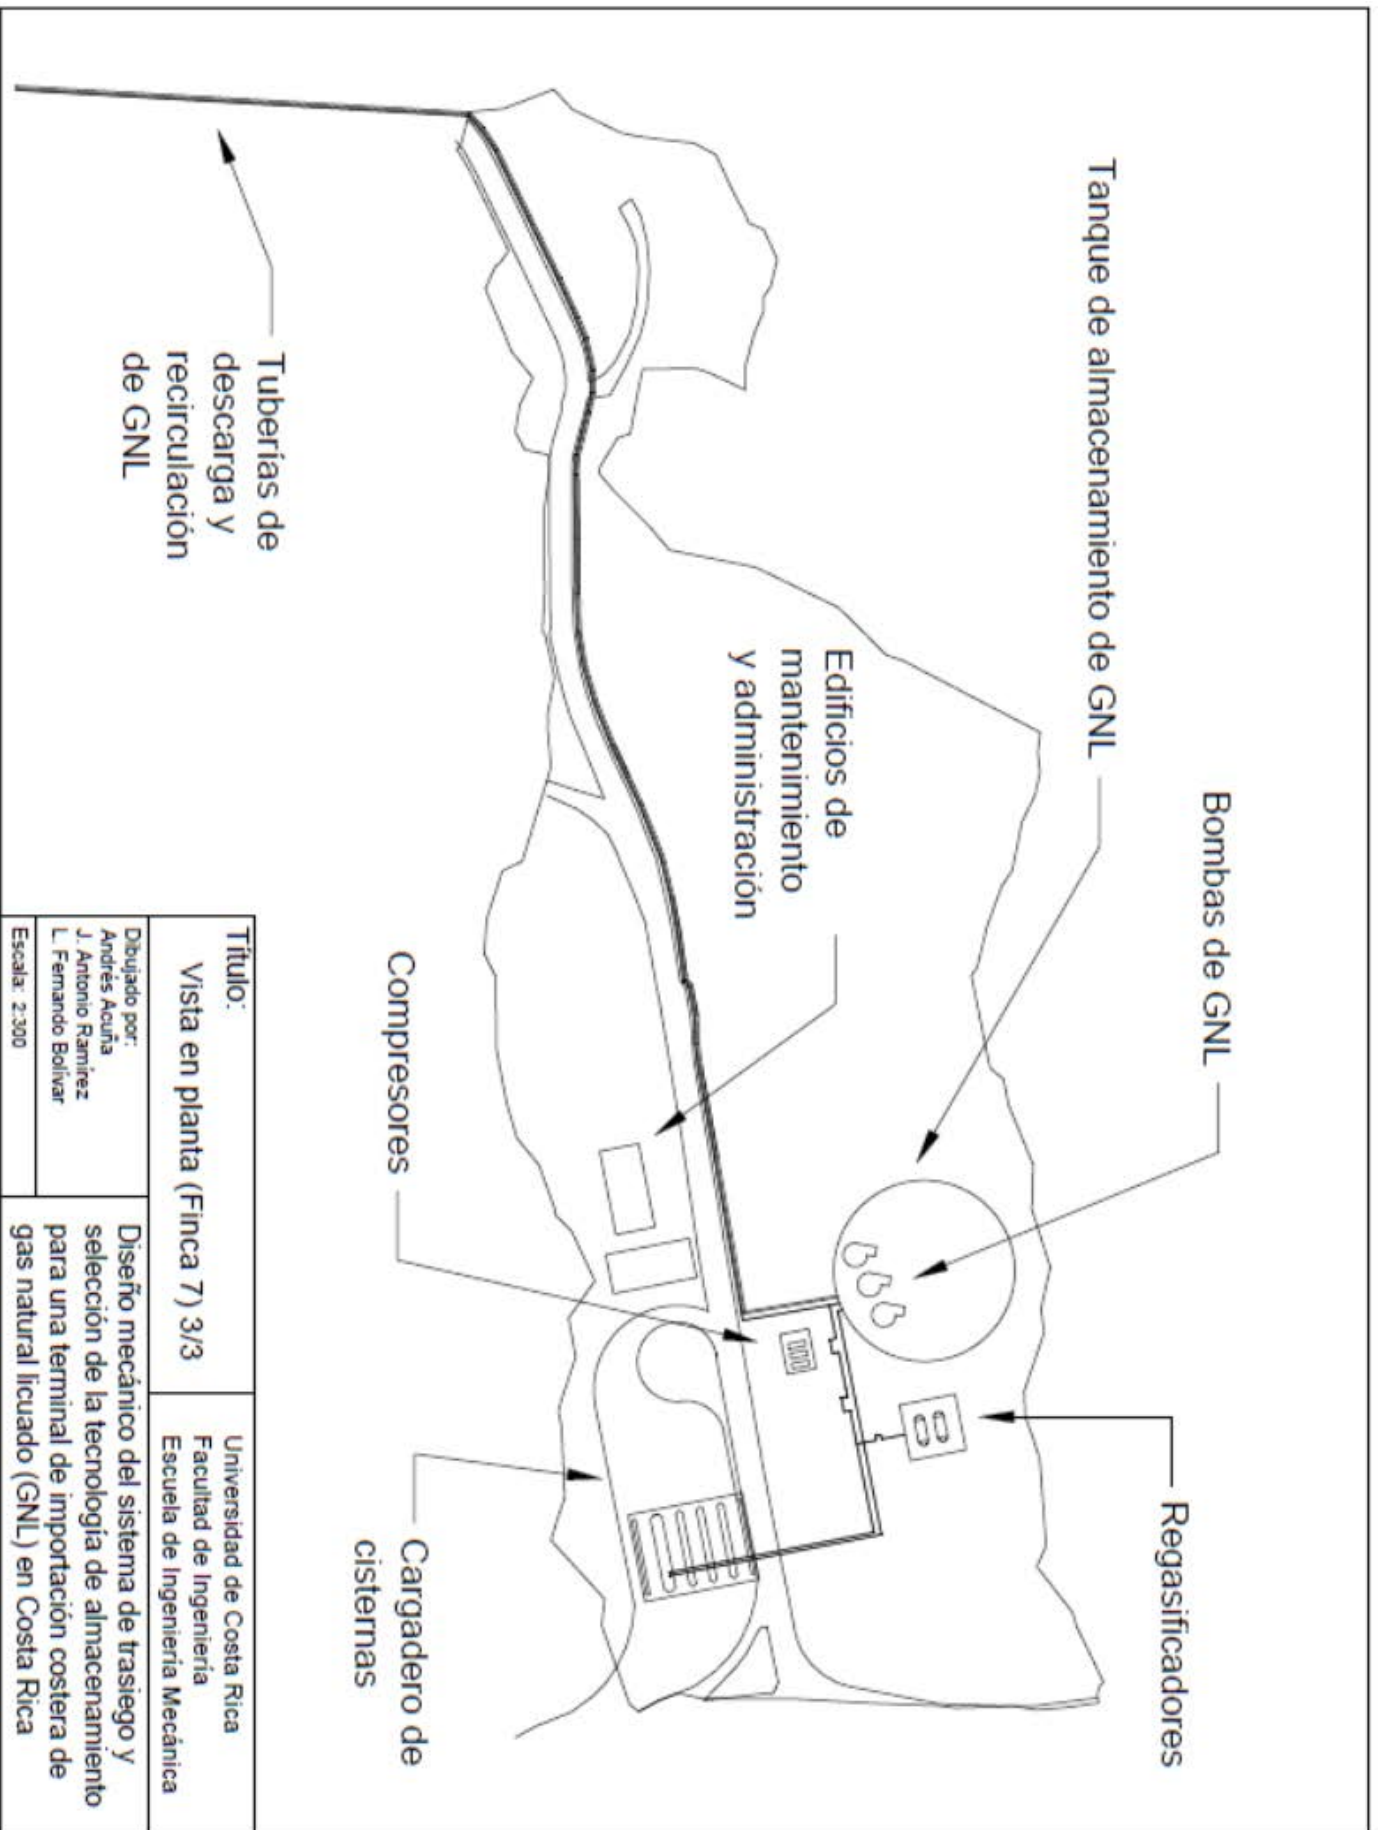 Bombas de GNL
Regasificadores
Tanque de almacenamiento de GNL
Edificios de
mantenimiento
y administración
Tuberías de
descarga y
recirculación
de GNL
Compresores
Cargadero de
cisternas
Título:
Vista en planta (Finca 7) 3/3
Universidad de Costa Rica
Facultad de Ingeniería
Escuela de Ingeniería Mecánica
Dibujado por:
Andrés Acuña
J. Antonio Ramírez
L. Fernando Bolívar
Escala: 2:300
Diseño mecánico del sistema de trasiego y
selección de la tecnología de almacenamiento
para una terminal de importación costera de
gas natural licuado (GNL) en Costa Rica